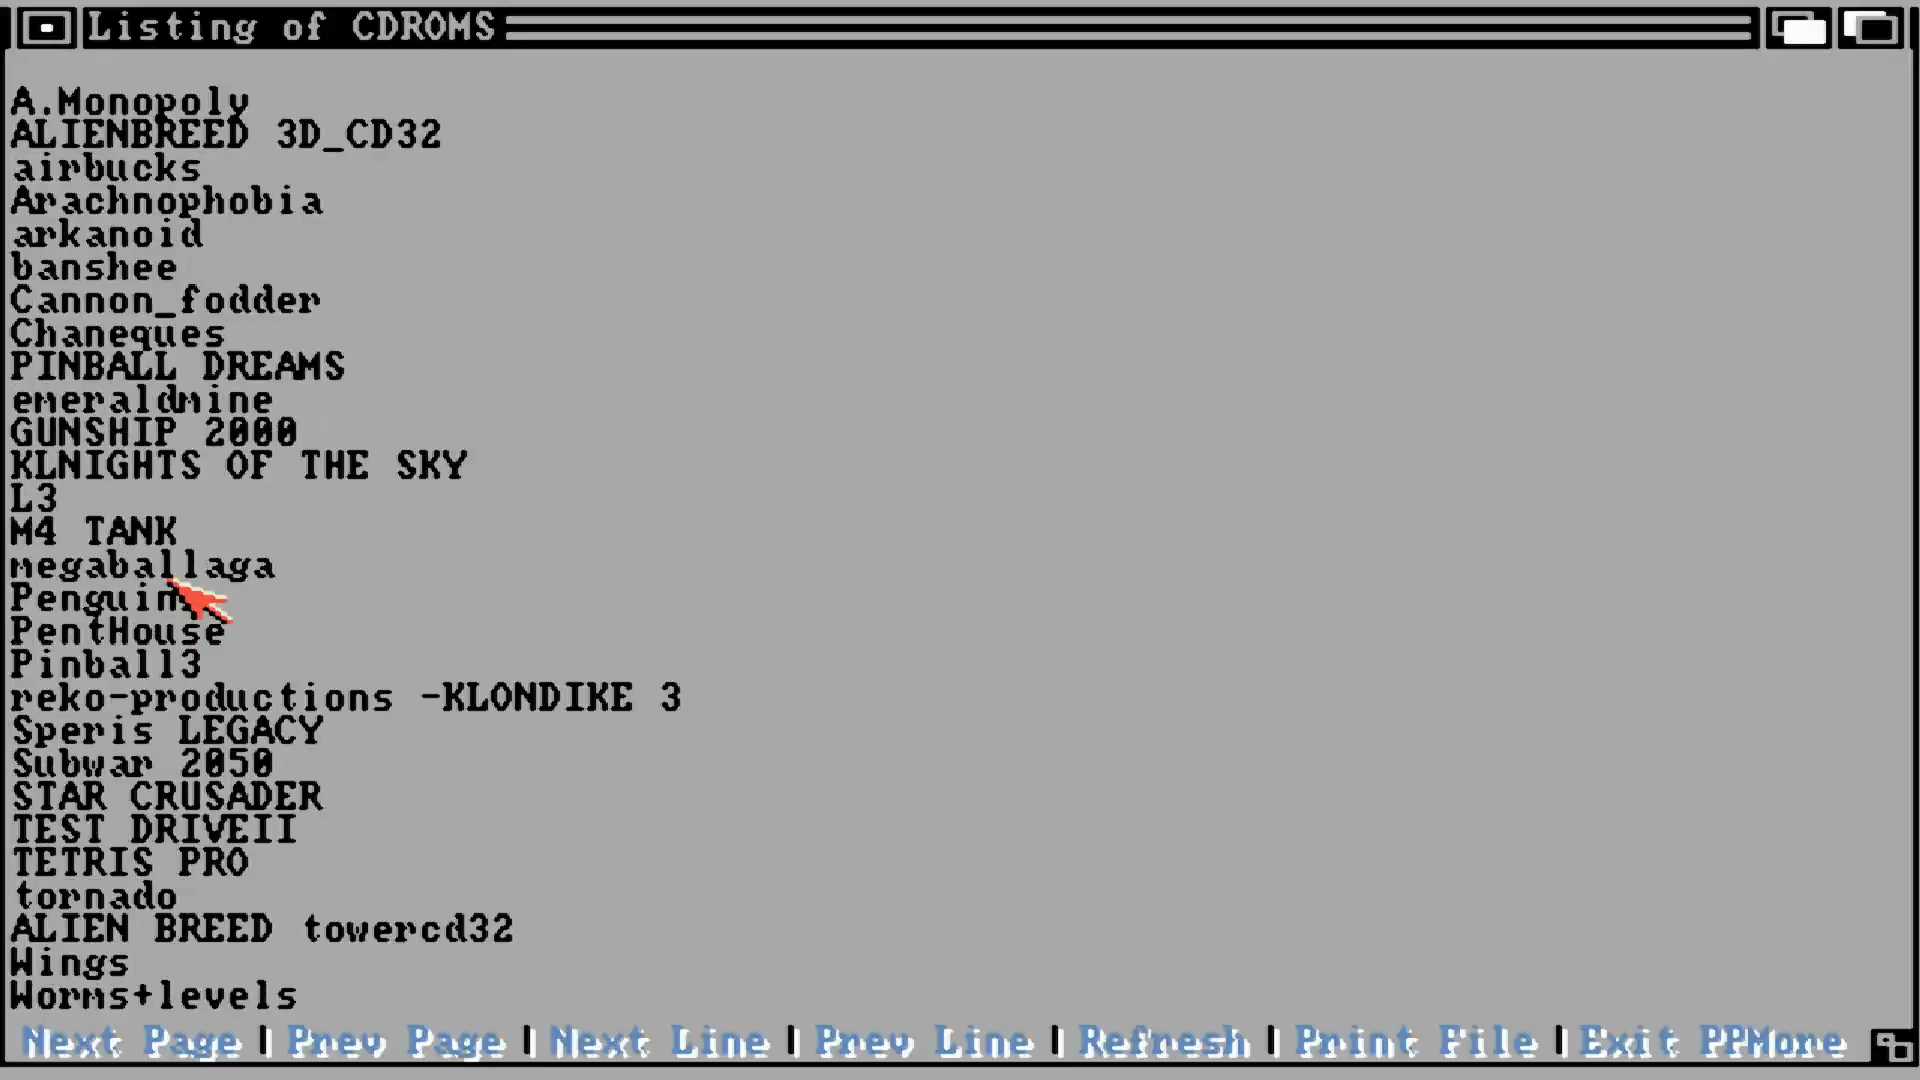 Listing of CDROMS
A.Monopoly
ALIENBREED 3D_CD32
airbucks
Arachnophobia
arkanoid
banshee
Cannon_fodder
Chaneques
PINBALL DREAMS
emeraldmine
GUNSHIP 2000
KLNIGHTS OF THE SKY
L3
M4 TANK
megaballaga
PentHouse
Pinball3
reko-productions -KLONDIKE 3
Speris LEGACY
Subwar 2050
STAR CRUSADER
TEST DRIVEII
TETRIS PRO
tornado
ALIEN BREED towercd32
Wings
Worms+levels
Next Page | Prev Page | Next Line | Prev Line | Refresh | Print File | Exit PPMore